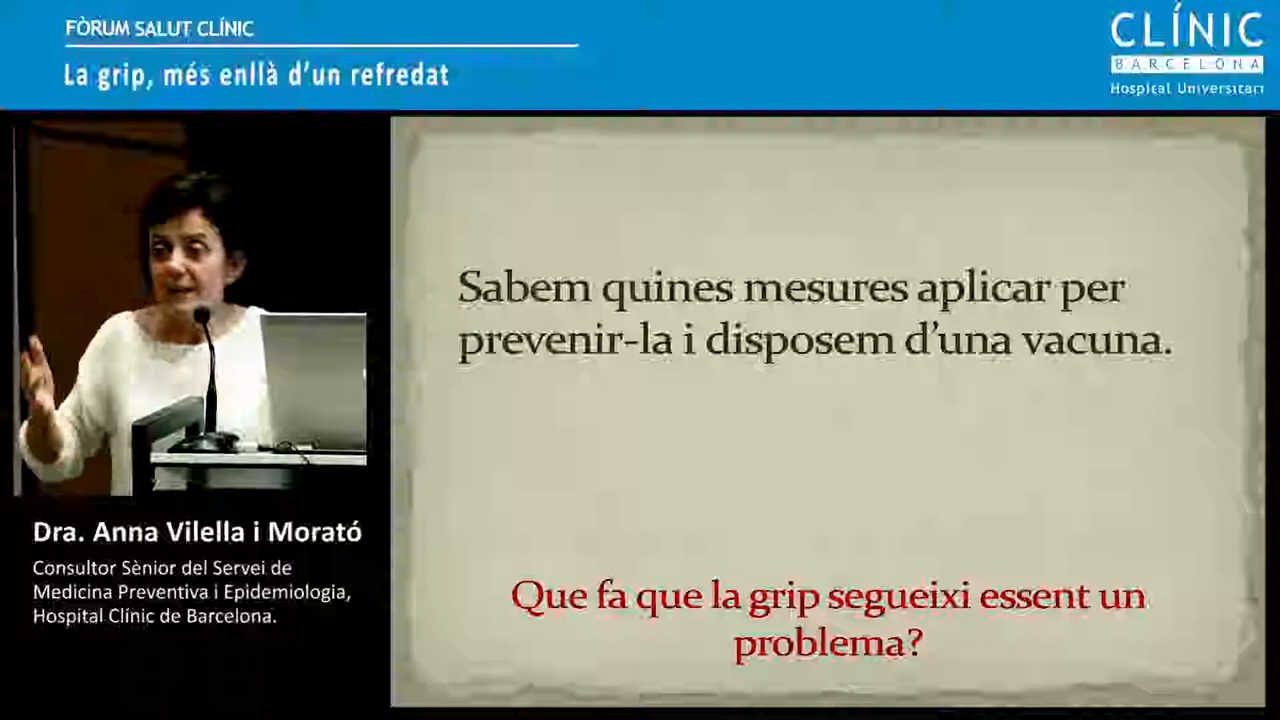 FÒRUM SALUT CLÍNIC
La grip, més enllà d'un refredat
CLÍNIC
BARCELONA
Hospital Universitari
Sabem quines mesures aplicar per
prevenir-la i disposem d'una vacuna.
Que fa que la grip segueixi essent un
problema?
Dra. Anna Vilella i Morató
Consultor Sènior del Servei de
Medicina Preventiva i Epidemiologia,
Hospital Clínic de Barcelona.